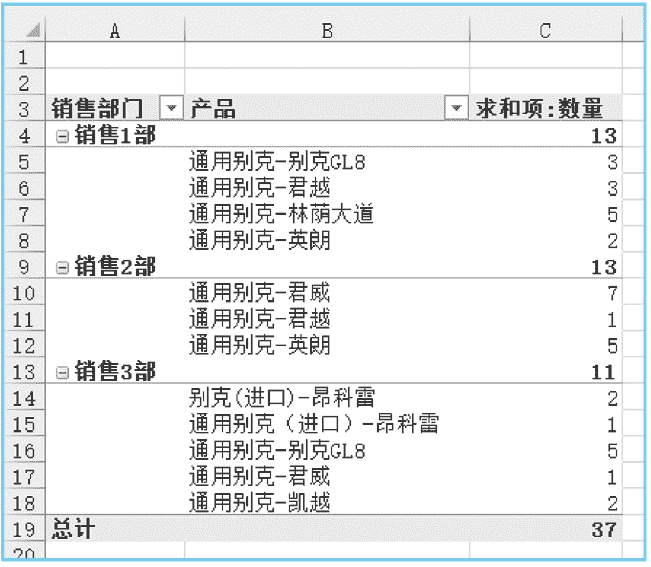 A B C
1
2
3 销售部门 产品 求和项:数量
4 销售1部 13
5 通用别克-别克GL8 3
6 通用别克-君越 3
7 通用别克-林荫大道 5
8 通用别克-英朗 2
9 销售2部 13
10 通用别克-君威 7
11 通用别克-君越 1
12 通用别克-英朗 5
13 销售3部 11
14 别克(进口)-昂科雷 2
15 通用别克（进口）-昂科雷 1
16 通用别克-别克GL8 5
17 通用别克-君威 1
18 通用别克-凯越 2
19 总计 37
20